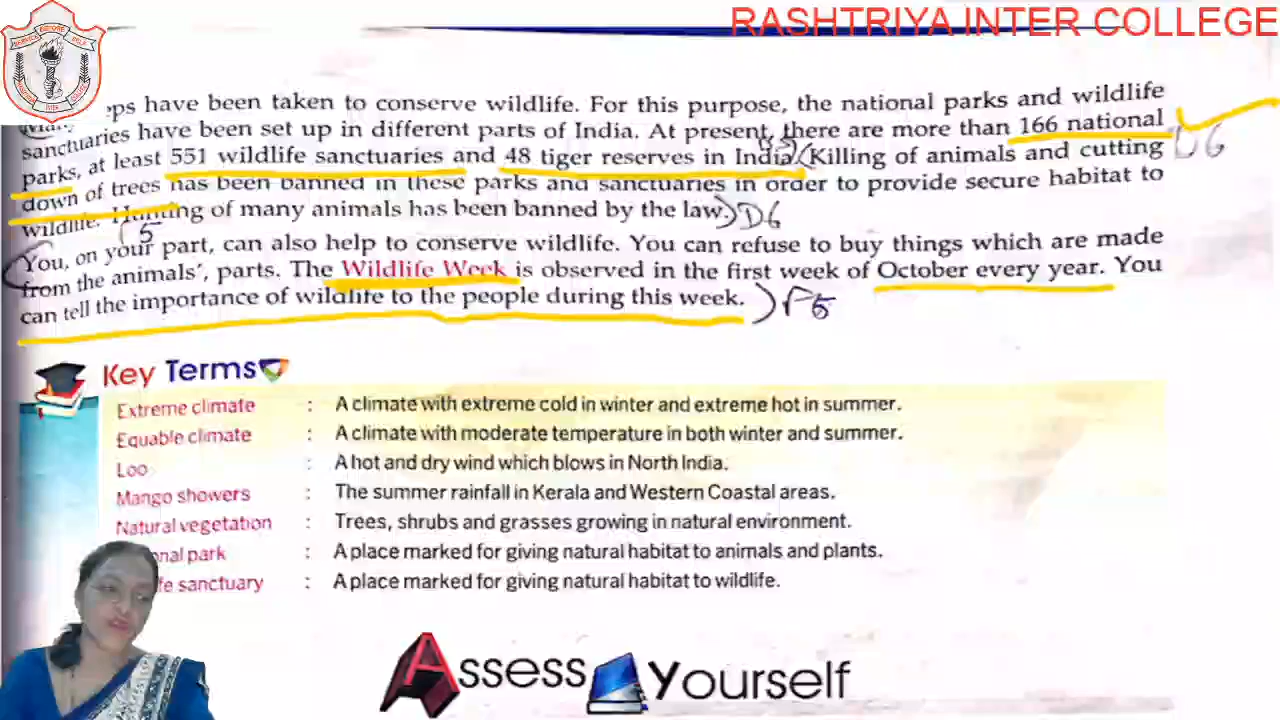 RASHTRIYA INTER COLLEGE
eps have been taken to conserve wildlife. For this purpose, the national parks and wildlife
sanctuaries have been set up in different parts of India. At present, there are more than 166 national
parks, at least 551 wildlife sanctuaries and 48 tiger reserves in India. Killing of animals and cutting
down of trees has been banned in these parks and sanctuaries in order to provide secure habitat to
wildlife. Hunting of many animals has been banned by the law. D6
You, on your part, can also help to conserve wildlife. You can refuse to buy things which are made
from the animals', parts. The Wildlife Week is observed in the first week of October every year. You
can tell the importance of wildlife to the people during this week.
Key Terms
Extreme climate : A climate with extreme cold in winter and extreme hot in summer.
Equable climate : A climate with moderate temperature in both winter and summer.
Loo : A hot and dry wind which blows in North India.
Mango showers : The summer rainfall in Kerala and Western Coastal areas.
Natural vegetation : Trees, shrubs and grasses growing in natural environment.
onal park : A place marked for giving natural habitat to animals and plants.
fe sanctuary : A place marked for giving natural habitat to wildlife.
Assess Yourself